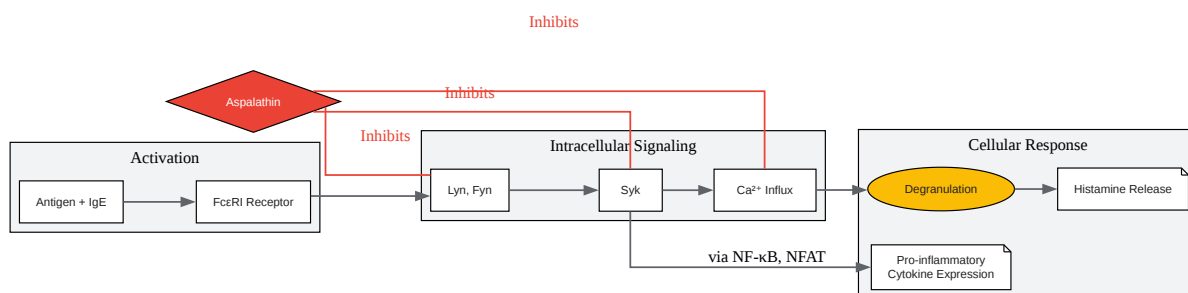 Inhibits
Aspalathin
Inhibits
Inhibits
Activation
Intracellular Signaling
Cellular Response
Antigen + IgE
FcεRI Receptor
Lyn, Fyn
Syk
Ca²⁺ Influx
Degranulation
Histamine Release
via NF-κB, NFAT
Pro-inflammatory
Cytokine Expression